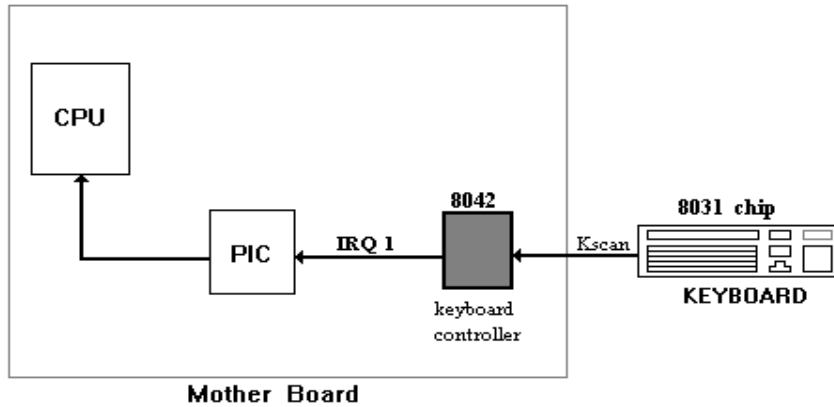 CPU
8042
8031 chip
PIC
IRQ 1
Kscan
KEYBOARD
keyboard
controller
Mother Board